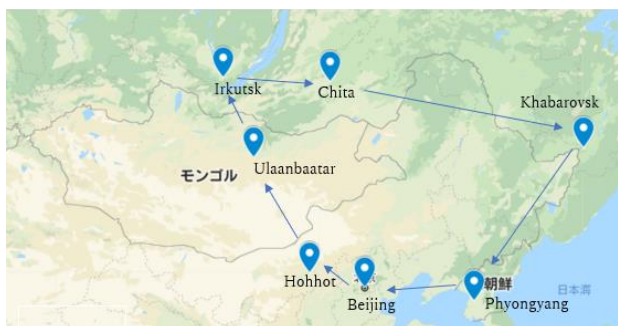 Irkutsk
Chita
Khabarovsk
Ulaanbaatar
モンゴル
Hohhot
Beijing
朝鮮
Phyongyang
日本海